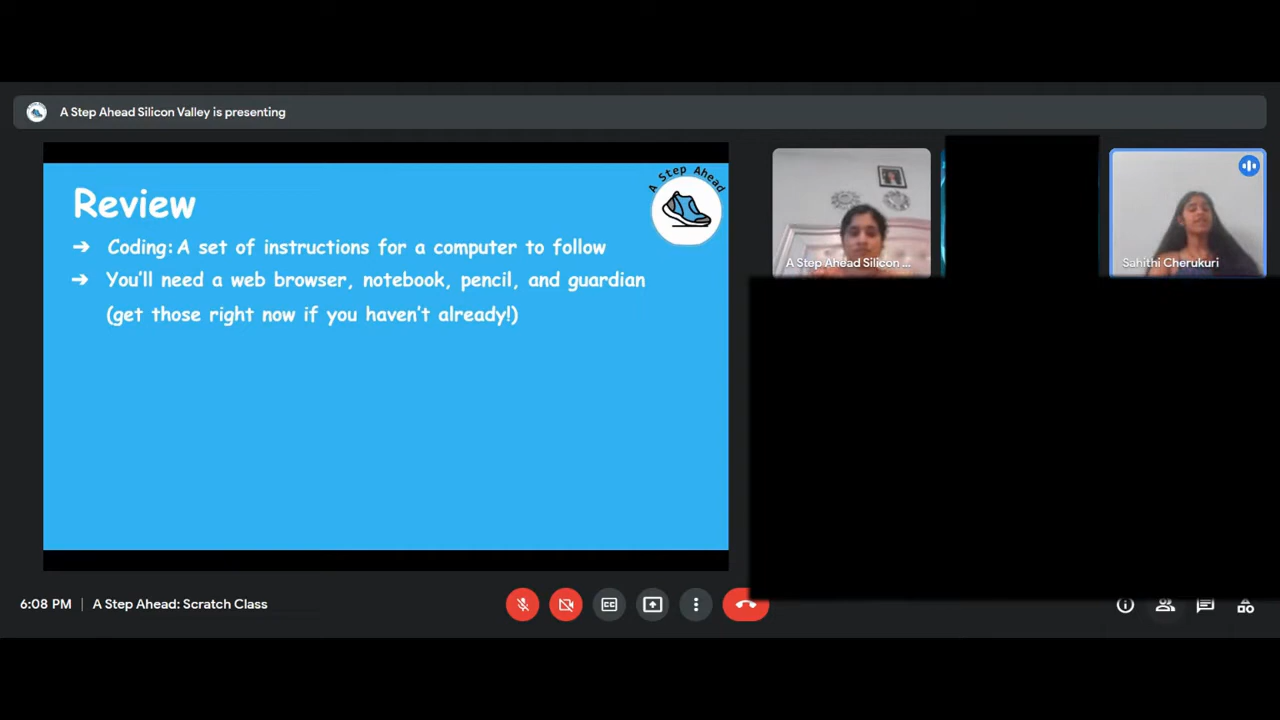 A Step Ahead Silicon Valley is presenting
Review
A Step Ahead
➔ Coding: A set of instructions for a computer to follow
➔ You'll need a web browser, notebook, pencil, and guardian
(get those right now if you haven't already!)
A Step Ahead Silicon ...
Sahithi Cherukuri
6:08 PM | A Step Ahead: Scratch Class
CC